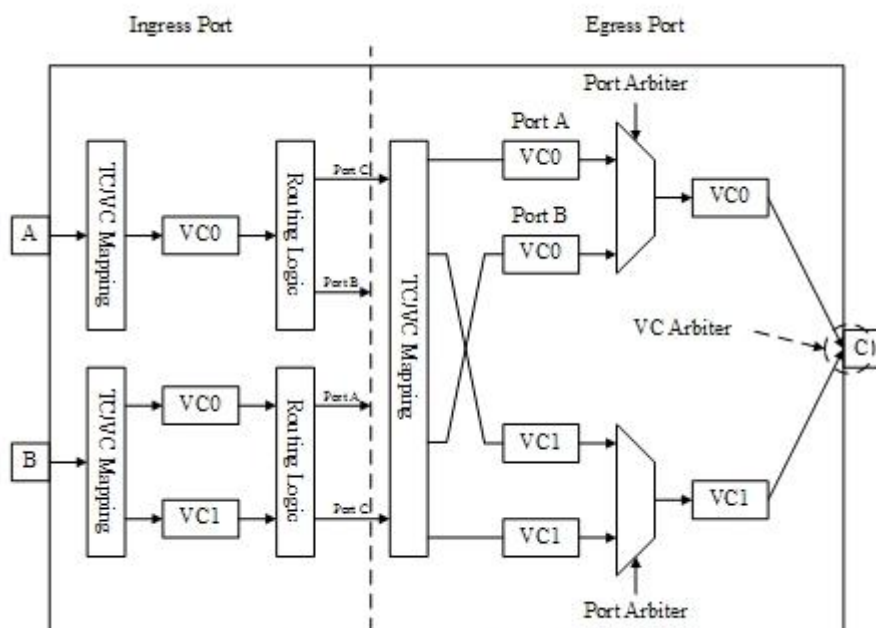 Ingress Port
Egress Port
Port Arbiter
Port A
TC/VC Mapping
VC0
Routing Logic
Port C
Port B
A
TC/VC Mapping
VC0
Port B
VC0
VC0
VC Arbiter
C)
TC/VC Mapping
VC0
VC1
Routing Logic
Port A
Port C
B
VC1
VC1
VC1
Port Arbiter